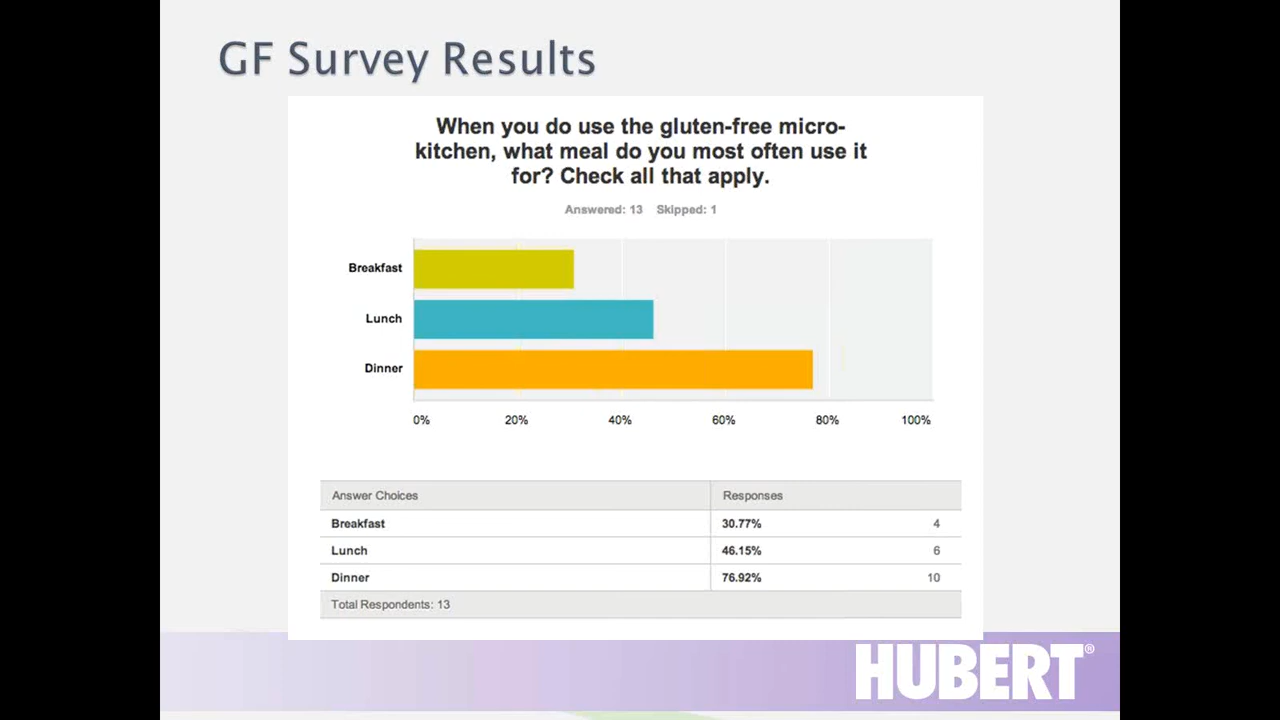 GF Survey Results
When you do use the gluten-free micro-
kitchen, what meal do you most often use it
for? Check all that apply.
Answered: 13 Skipped: 1
Breakfast
Lunch
Dinner
0% 20% 40% 60% 80% 100%
Answer Choices Responses
Breakfast 30.77% 4
Lunch 46.15% 6
Dinner 76.92% 10
Total Respondents: 13
HUBERT®